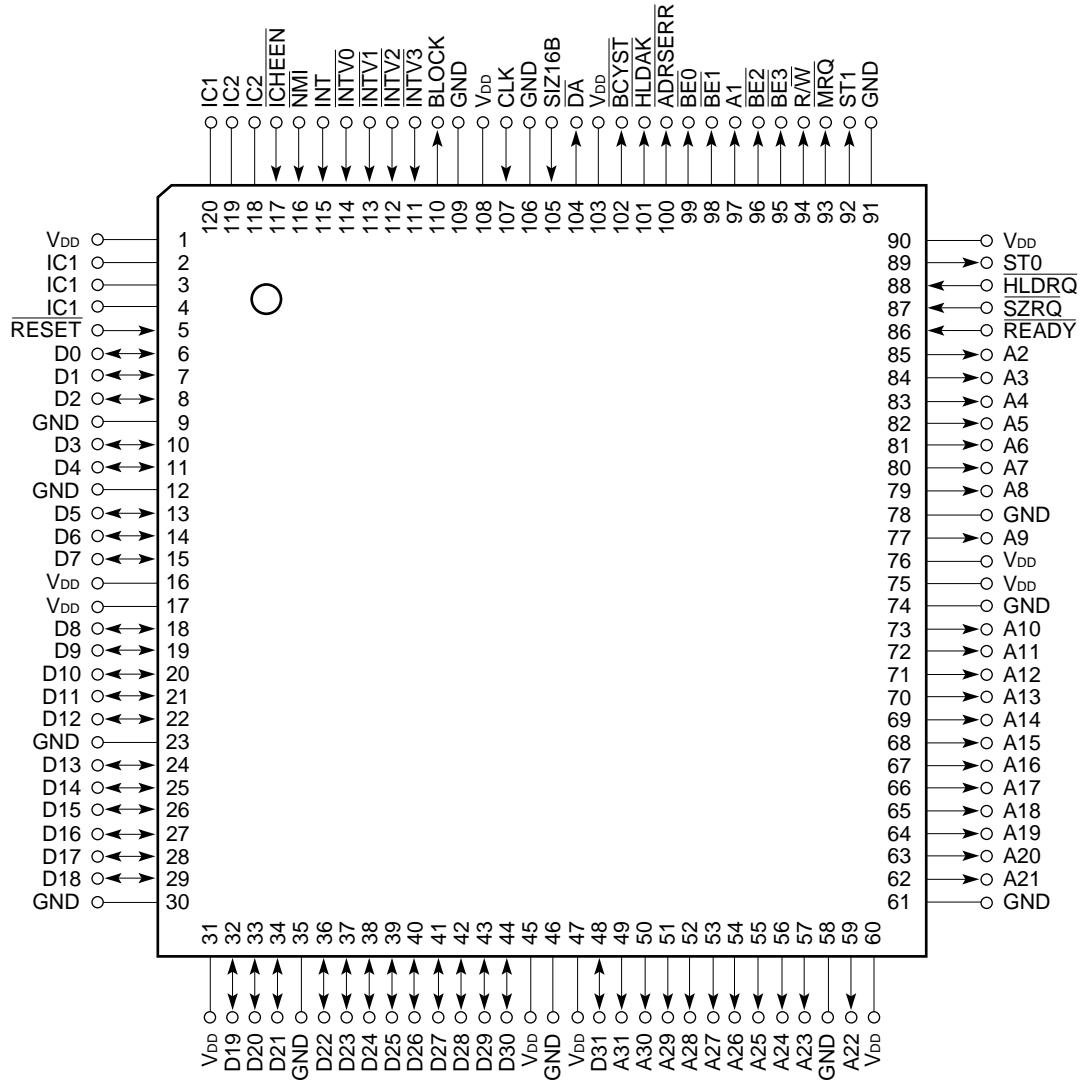 IC1
IC2
IC2
ICHEEN
NMI
INT
INTV0
INTV1
INTV2
INTV3
BLOCK
GND
VDD
CLK
GND
SIZ16B
DA
VDD
BCYST
HLDAK
ADRSERR
BE0
BE1
A1
BE2
BE3
R/W
MRQ
ST1
GND
120
119
118
117
116
115
114
113
112
111
110
109
108
107
106
105
104
103
102
101
100
99
98
97
96
95
94
93
92
91
VDD 1
IC1 2
IC1 3
IC1 4
RESET 5
D0 6
D1 7
D2 8
GND 9
D3 10
D4 11
GND 12
D5 13
D6 14
D7 15
VDD 16
VDD 17
D8 18
D9 19
D10 20
D11 21
D12 22
GND 23
D13 24
D14 25
D15 26
D16 27
D17 28
D18 29
GND 30
90 VDD
89 ST0
88 HLDRQ
87 SZRQ
86 READY
85 A2
84 A3
83 A4
82 A5
81 A6
80 A7
79 A8
78 GND
77 A9
76 VDD
75 VDD
74 GND
73 A10
72 A11
71 A12
70 A13
69 A14
68 A15
67 A16
66 A17
65 A18
64 A19
63 A20
62 A21
61 GND
31
32
33
34
35
36
37
38
39
40
41
42
43
44
45
46
47
48
49
50
51
52
53
54
55
56
57
58
59
60
VDD
D19
D20
D21
GND
D22
D23
D24
D25
D26
D27
D28
D29
D30
VDD
GND
VDD
D31
A31
A30
A29
A28
A27
A26
A25
A24
A23
GND
A22
VDD